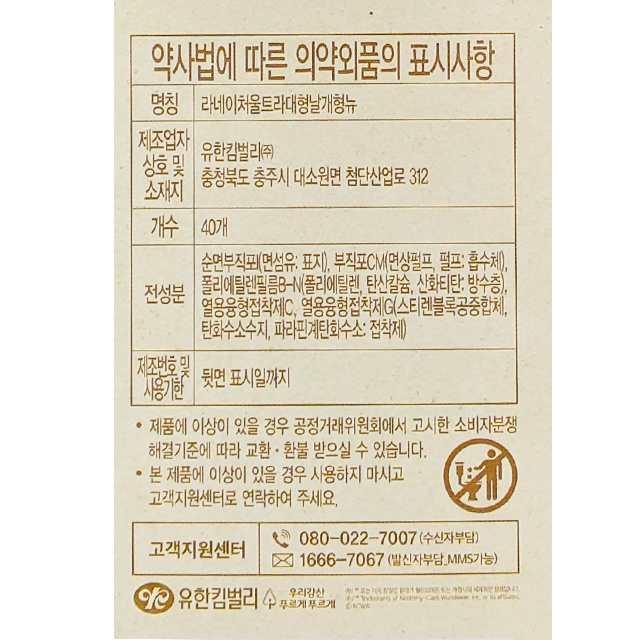 약사법에 따른 의약외품의 표시사항
명칭 라네이처울트라대형날개형뉴
제조업자
상호 및
소재지
유한킴벌리㈜
충청북도 충주시 대소원면 첨단산업로 312
개수 40개
전성분
순면부직포(면섬유: 표지), 부직포CM(면상펄프, 펄프: 흡수체),
폴리에틸렌필름B-N(폴리에틸렌, 탄산칼슘, 산화티탄: 방수층),
열용융형접착제C, 열용융형접착제G(스티렌블록공중합체,
탄화수소수지, 파라핀계탄화수소: 접착제)
제조번호 및
사용기한
뒷면 표시일까지
• 제품에 이상이 있을 경우 공정거래위원회에서 고시한 소비자분쟁
해결기준에 따라 교환·환불 받으실 수 있습니다.
• 본 제품에 이상이 있을 경우 사용하지 마시고
고객지원센터로 연락하여 주세요.
고객지원센터
080-022-7007 (수신자부담)
1666-7067 (발신자부담_MMS가능)
유한킴벌리
우리강산
푸르게 푸르게
®/™ Trademarks of Kimberly-Clark Worldwide, Inc. or its affiliates.
© KCWW